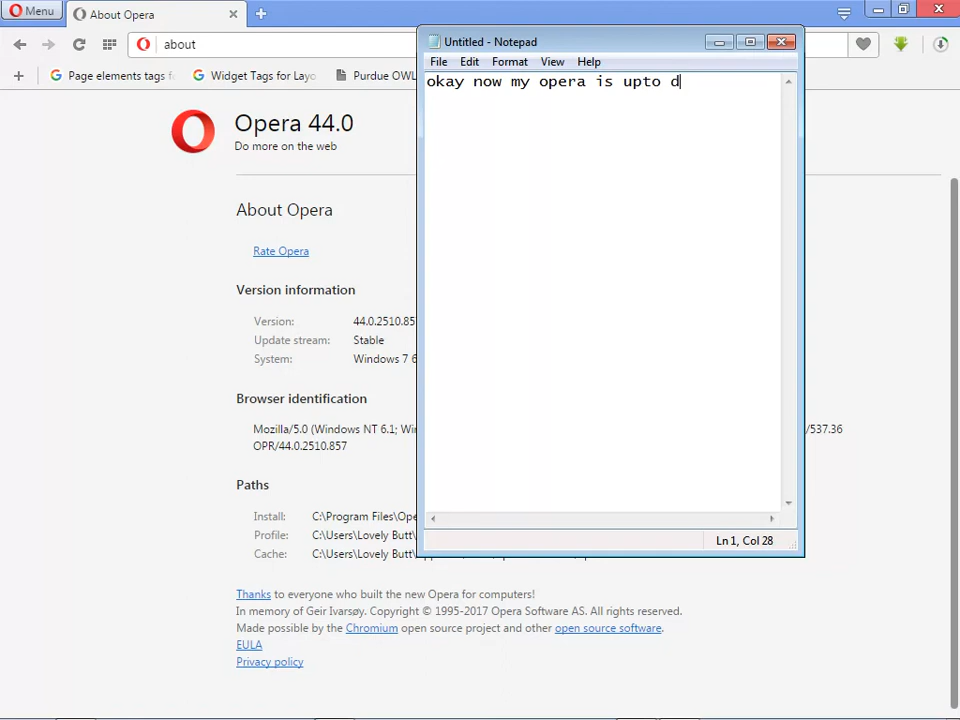 Menu
About Opera
about
Page elements tags f
Widget Tags for Layo
Purdue OWL
Untitled - Notepad
File Edit Format View Help
okay now my opera is upto d
Ln 1, Col 28
Opera 44.0
Do more on the web
About Opera
Rate Opera
Version information
Version: 44.0.2510.85
Update stream: Stable
System: Windows 7 6
Browser identification
Mozilla/5.0 (Windows NT 6.1; Wi
/537.36
OPR/44.0.2510.857
Paths
Install: C:\Program Files\Ope
Profile: C:\Users\Lovely Butt\
Cache: C:\Users\Lovely Butt\
Thanks to everyone who built the new Opera for computers!
In memory of Geir Ivarsøy. Copyright © 1995-2017 Opera Software AS. All rights reserved.
Made possible by the Chromium open source project and other open source software.
EULA
Privacy policy